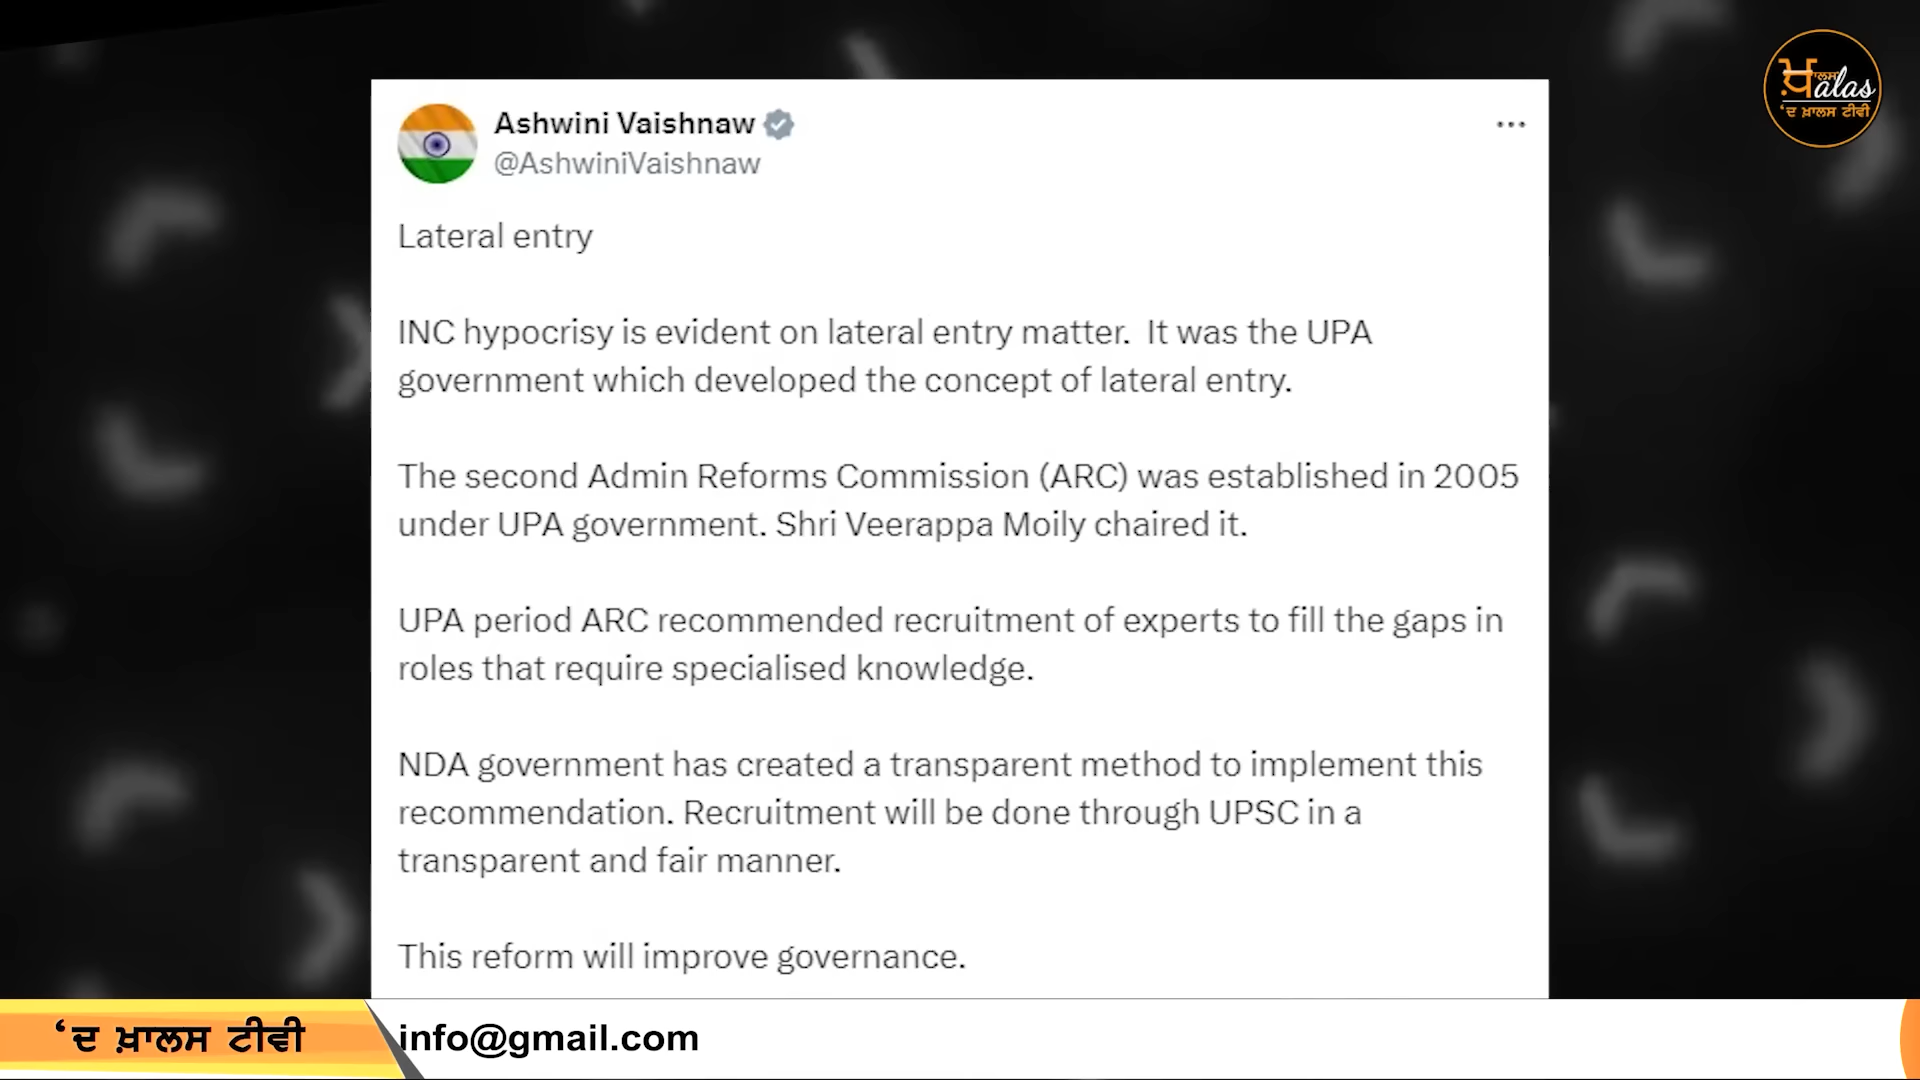 Ashwini Vaishnaw
@AshwiniVaishnaw
Lateral entry
INC hypocrisy is evident on lateral entry matter. It was the UPA
government which developed the concept of lateral entry.
The second Admin Reforms Commission (ARC) was established in 2005
under UPA government. Shri Veerappa Moily chaired it.
UPA period ARC recommended recruitment of experts to fill the gaps in
roles that require specialised knowledge.
NDA government has created a transparent method to implement this
recommendation. Recruitment will be done through UPSC in a
transparent and fair manner.
This reform will improve governance.
ਖ਼ਾਲਸ
alas
‘ਦ ਖ਼ਾਲਸ ਟੀਵੀ
‘ਦ ਖ਼ਾਲਸ ਟੀਵੀ
info@gmail.com